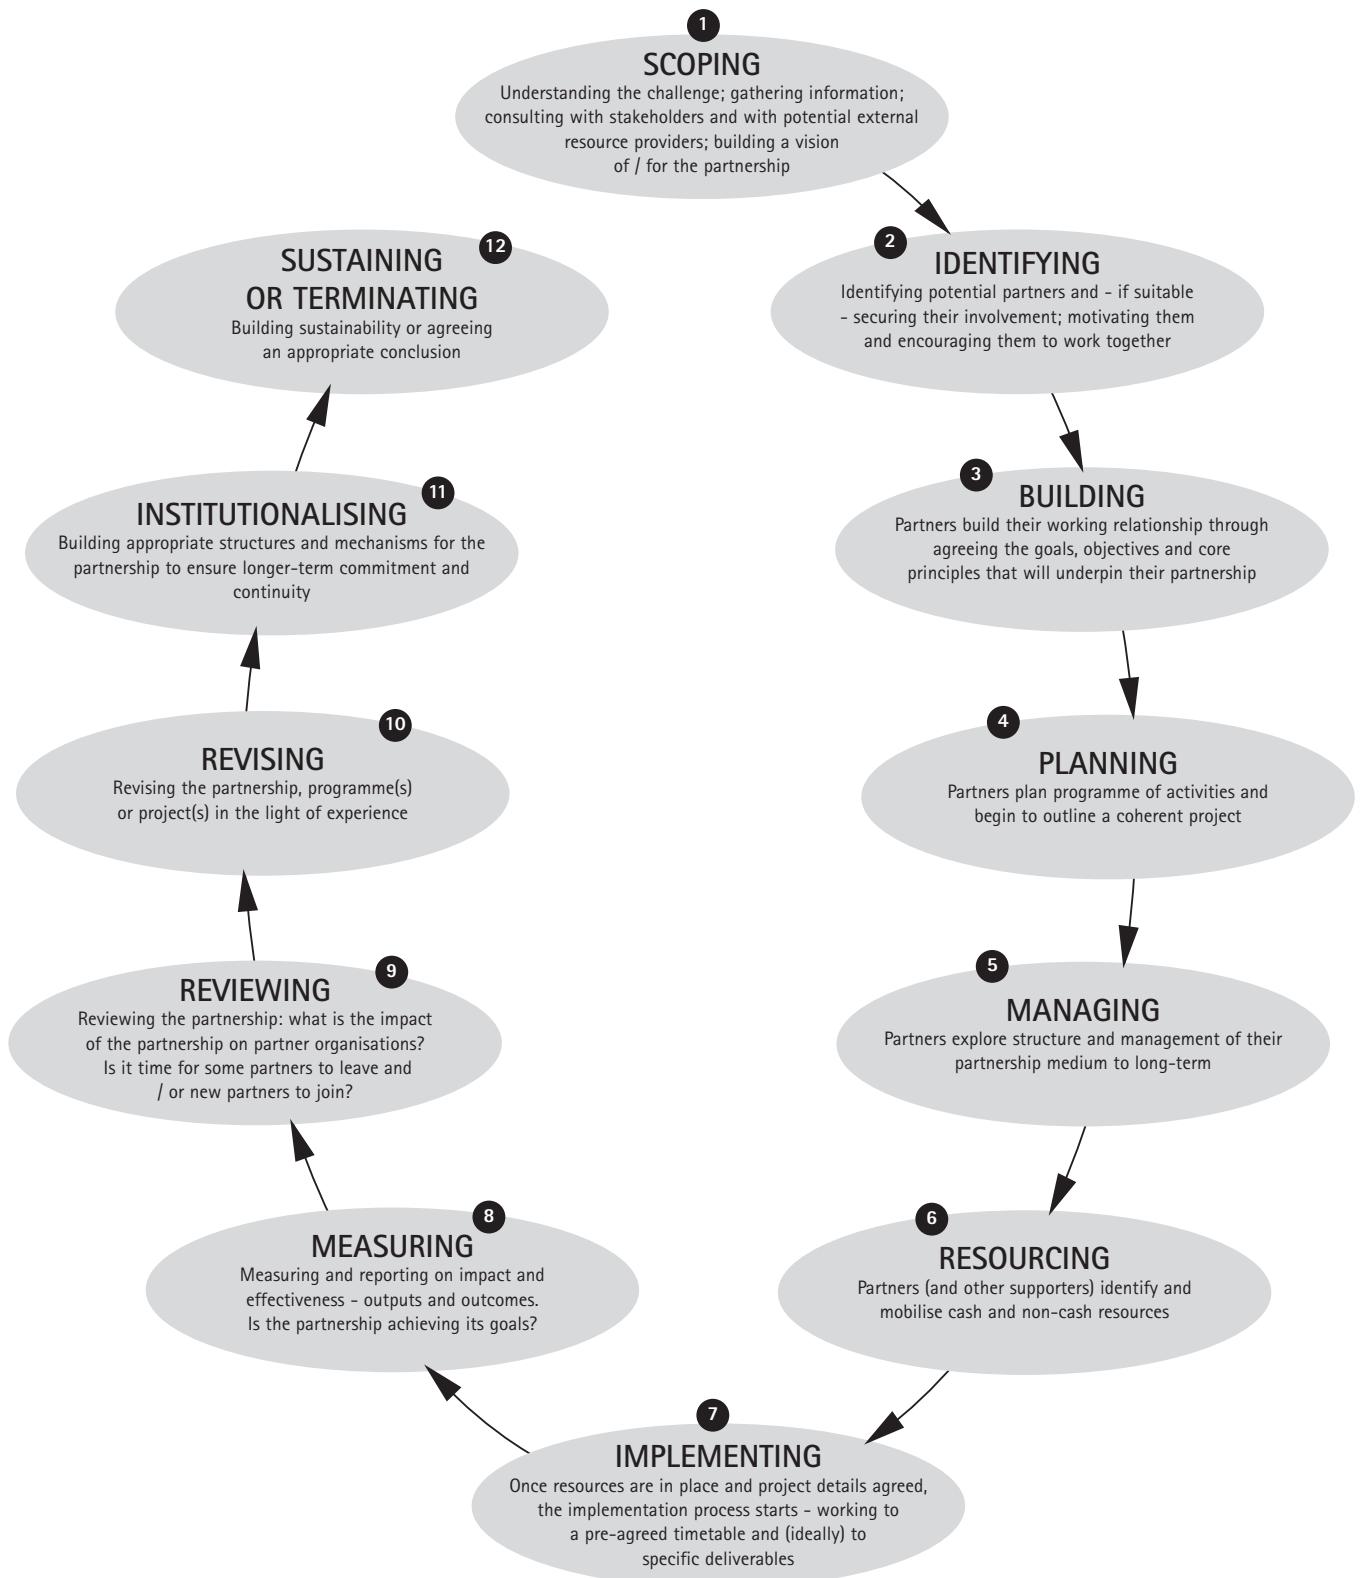 1
SCOPING
Understanding the challenge; gathering information;
consulting with stakeholders and with potential external
resource providers; building a vision
of / for the partnership
2
IDENTIFYING
Identifying potential partners and - if suitable
- securing their involvement; motivating them
and encouraging them to work together
3
BUILDING
Partners build their working relationship through
agreeing the goals, objectives and core
principles that will underpin their partnership
4
PLANNING
Partners plan programme of activities and
begin to outline a coherent project
5
MANAGING
Partners explore structure and management of their
partnership medium to long-term
6
RESOURCING
Partners (and other supporters) identify and
mobilise cash and non-cash resources
7
IMPLEMENTING
Once resources are in place and project details agreed,
the implementation process starts - working to
a pre-agreed timetable and (ideally) to
specific deliverables
8
MEASURING
Measuring and reporting on impact and
effectiveness - outputs and outcomes.
Is the partnership achieving its goals?
9
REVIEWING
Reviewing the partnership: what is the impact
of the partnership on partner organisations?
Is it time for some partners to leave and
/ or new partners to join?
10
REVISING
Revising the partnership, programme(s)
or project(s) in the light of experience
11
INSTITUTIONALISING
Building appropriate structures and mechanisms for the
partnership to ensure longer-term commitment and
continuity
12
SUSTAINING
OR TERMINATING
Building sustainability or agreeing
an appropriate conclusion